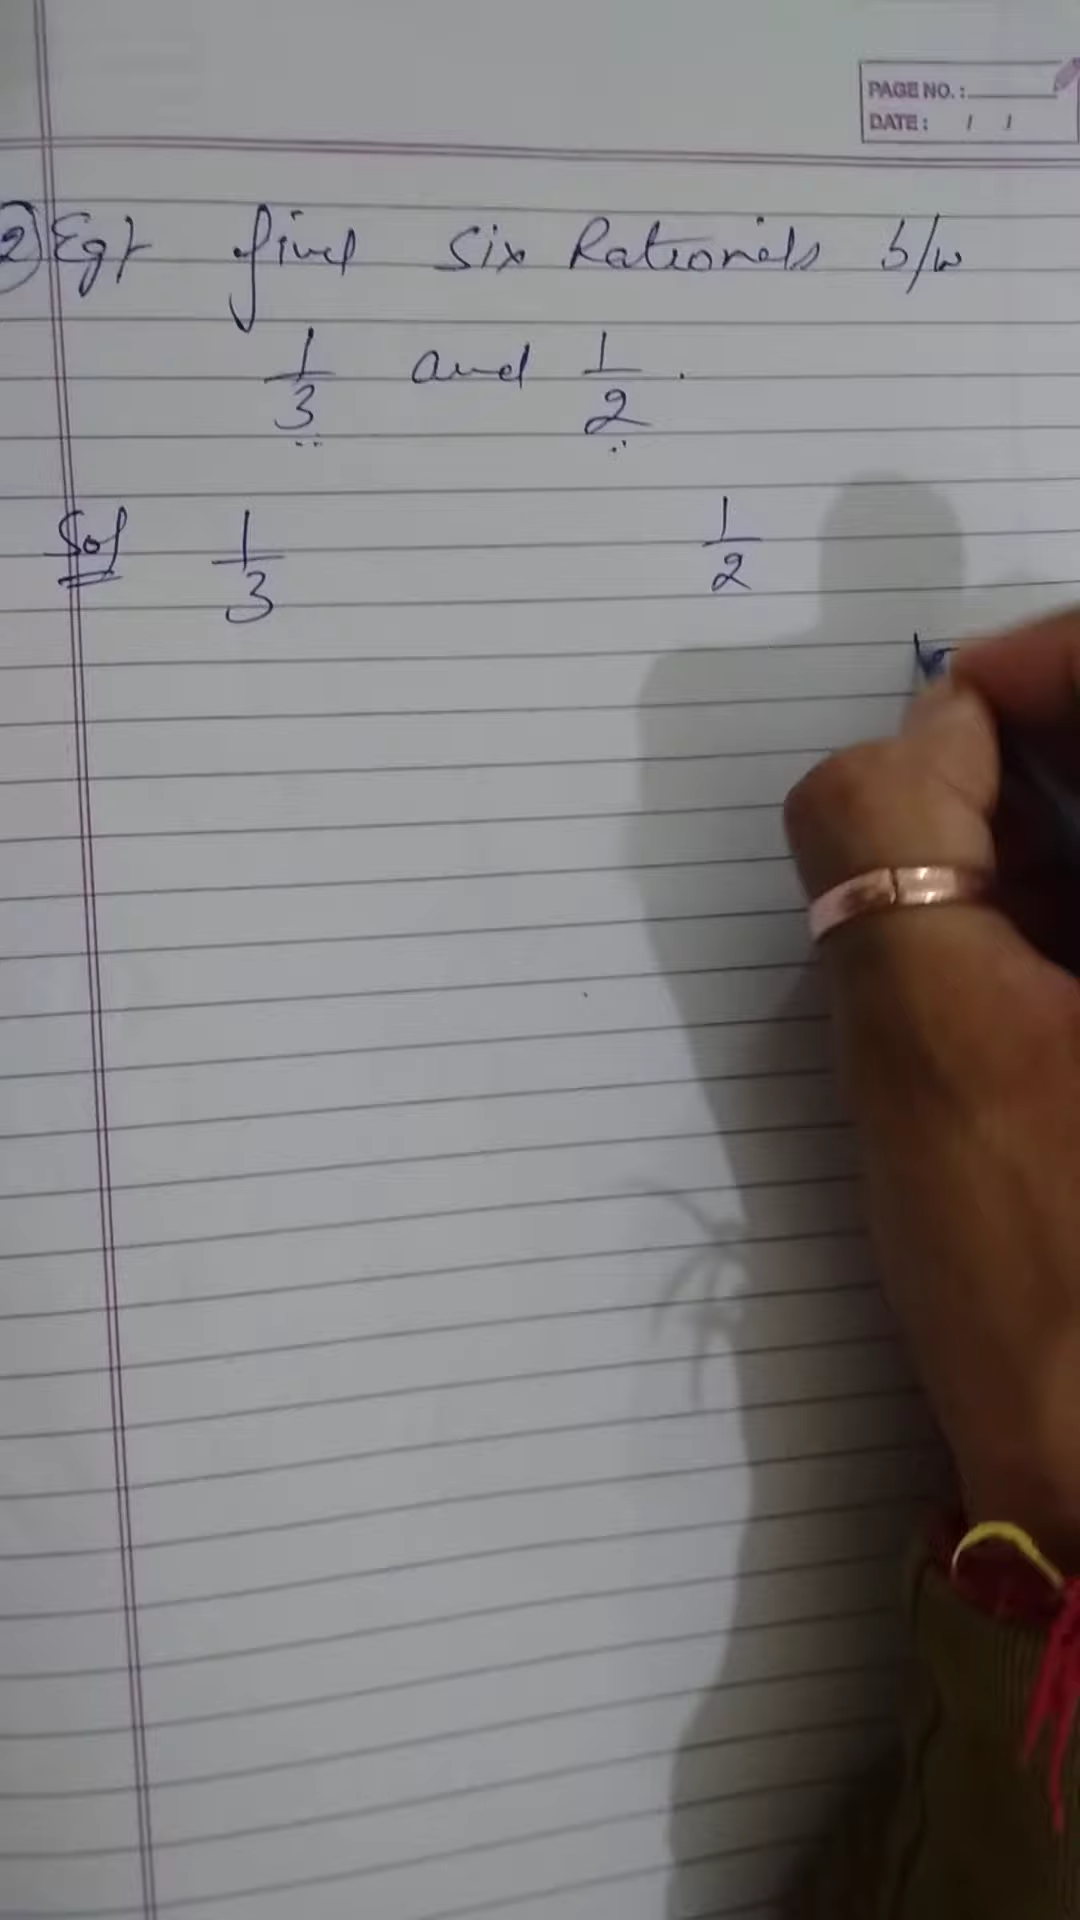 PAGE NO. :
DATE : / /
2) Eg:- find six Rationals b/w
1/3 and 1/2 .
Sol 1/3 1/2